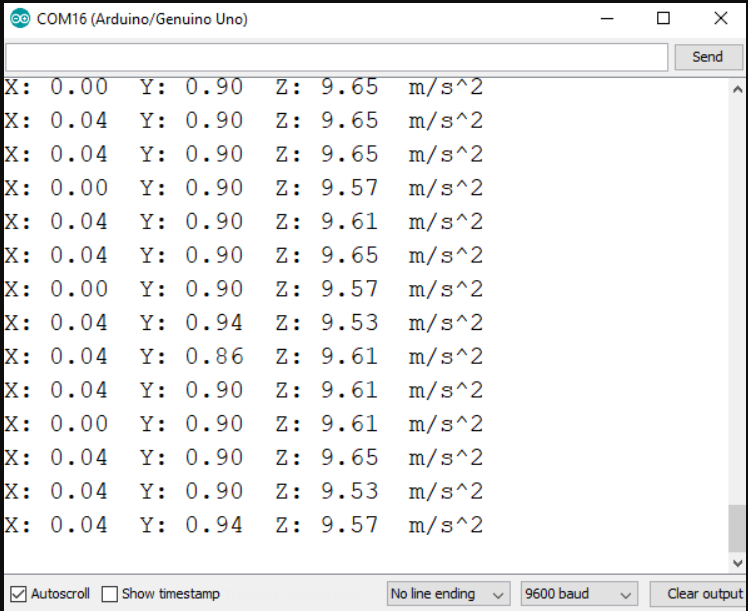 COM16 (Arduino/Genuino Uno)
Send
X: 0.00  Y: 0.90  Z: 9.65  m/s^2
X: 0.04  Y: 0.90  Z: 9.65  m/s^2
X: 0.04  Y: 0.90  Z: 9.65  m/s^2
X: 0.00  Y: 0.90  Z: 9.57  m/s^2
X: 0.04  Y: 0.90  Z: 9.61  m/s^2
X: 0.04  Y: 0.90  Z: 9.65  m/s^2
X: 0.00  Y: 0.90  Z: 9.57  m/s^2
X: 0.04  Y: 0.94  Z: 9.53  m/s^2
X: 0.04  Y: 0.86  Z: 9.61  m/s^2
X: 0.04  Y: 0.90  Z: 9.61  m/s^2
X: 0.00  Y: 0.90  Z: 9.61  m/s^2
X: 0.04  Y: 0.90  Z: 9.65  m/s^2
X: 0.04  Y: 0.90  Z: 9.53  m/s^2
X: 0.04  Y: 0.94  Z: 9.57  m/s^2
Autoscroll Show timestamp No line ending 9600 baud Clear output